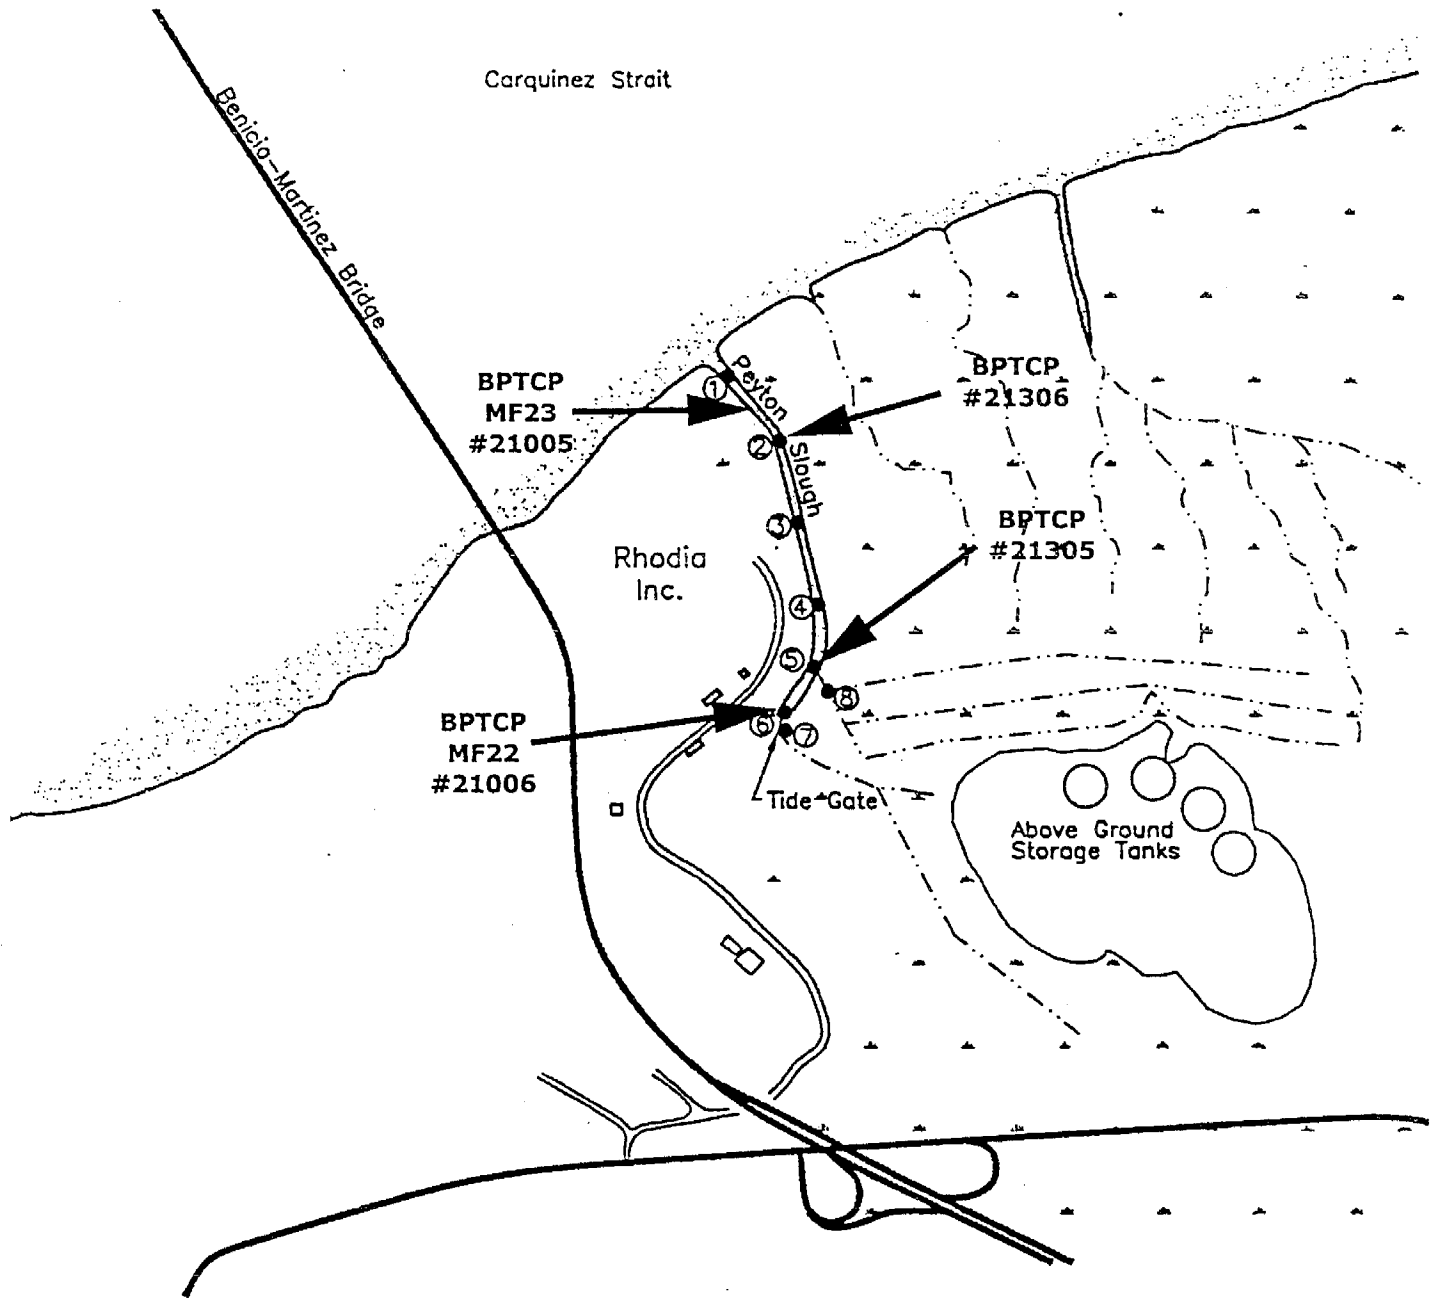 Carquinez Strait
Benicia-Martinez Bridge
BPTCP
MF23
#21005
1
Peyton
BPTCP
#21306
2
Slough
3
BPTCP
#21305
Rhodia
Inc.
4
5
8
BPTCP
MF22
#21006
6
7
Tide Gate
Above Ground
Storage Tanks